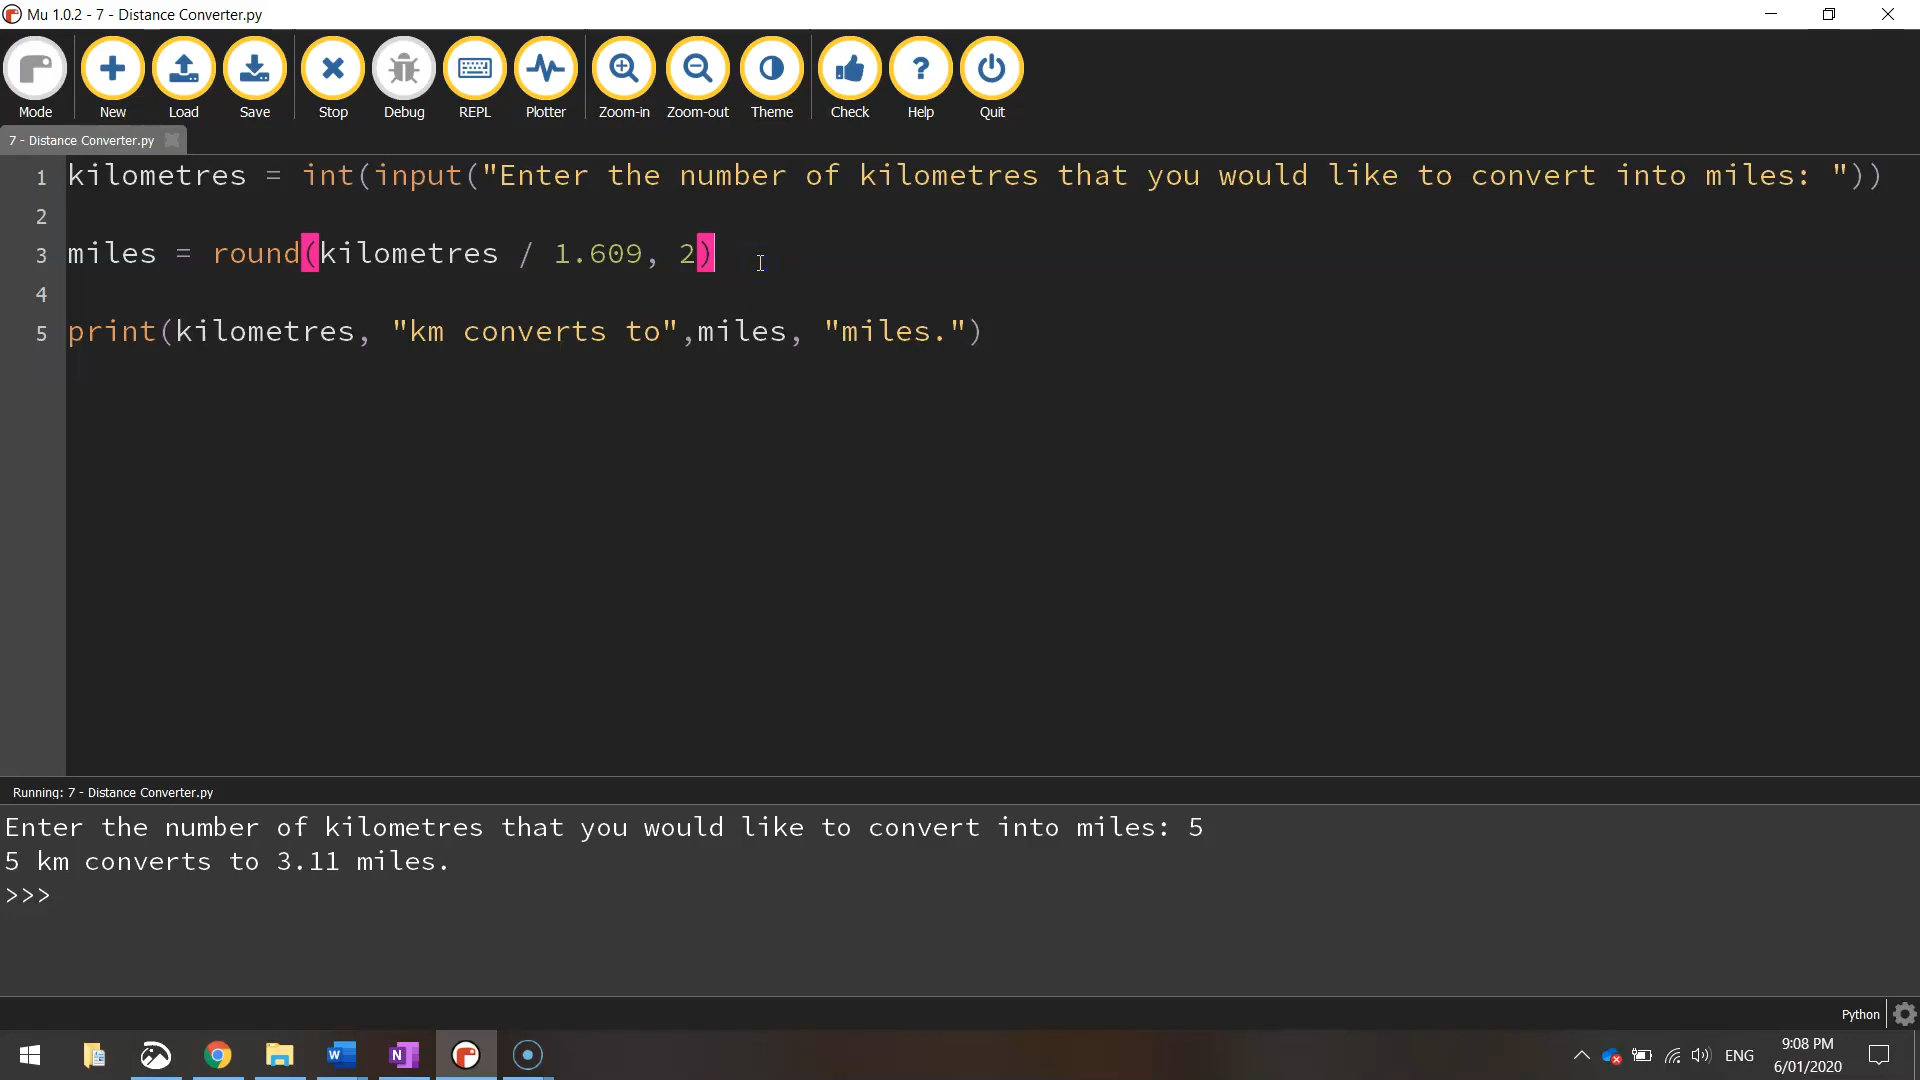 Mu 1.0.2 - 7 - Distance Converter.py
Mode New Load Save Stop Debug REPL Plotter Zoom-in Zoom-out Theme Check Help Quit
7 - Distance Converter.py
1 kilometres = int(input("Enter the number of kilometres that you would like to convert into miles: "))
2
3 miles = round(kilometres / 1.609, 2)
4
5 print(kilometres, "km converts to",miles, "miles.")
Running: 7 - Distance Converter.py
Enter the number of kilometres that you would like to convert into miles: 5
5 km converts to 3.11 miles.
>>>
Python
ENG
9:08 PM
6/01/2020